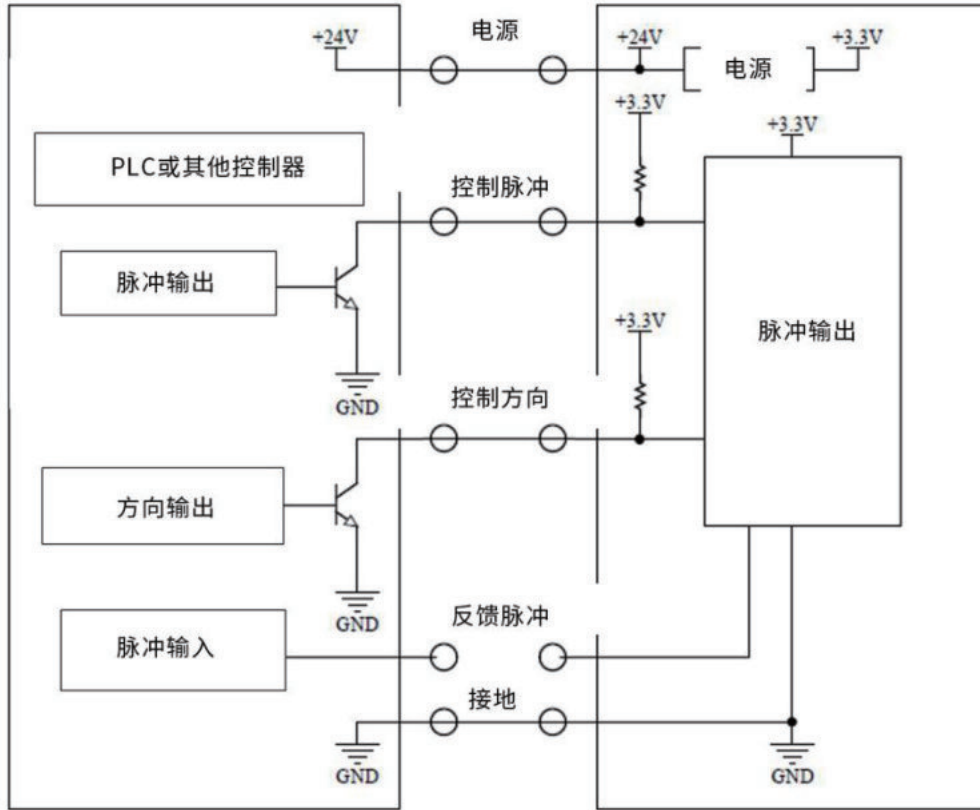 电源
+24V
+24V
+3.3V
电源
+3.3V
+3.3V
PLC或其他控制器
控制脉冲
脉冲输出
脉冲输出
+3.3V
GND
控制方向
方向输出
GND
反馈脉冲
脉冲输入
接地
GND
GND